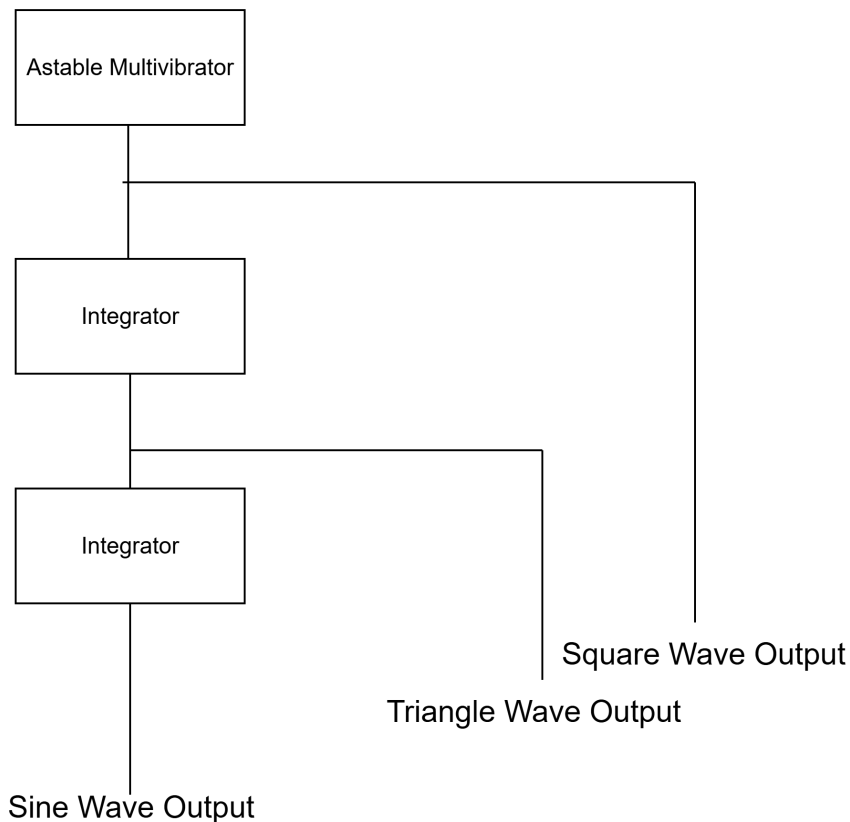 Astable Multivibrator
Integrator
Integrator
Square Wave Output
Triangle Wave Output
Sine Wave Output